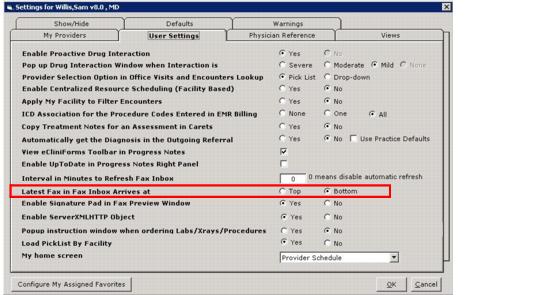 Settings for Willis,Sam v8.0 , MD
Show/Hide Defaults Warnings
My Providers User Settings Physician Reference Views
Enable Proactive Drug Interaction Yes No
Pop up Drug Interaction Window when Interaction is Severe Moderate Mild None
Provider Selection Option in Office Visits and Encounters Lookup Pick List Drop-down
Enable Centralized Resource Scheduling (Facility Based) Yes No
Apply My Facility to Filter Encounters Yes No
ICD Association for the Procedure Codes Entered in EMR Billing None One All
Copy Treatment Notes for an Assessment in Carets Yes No
Automatically get the Diagnosis in the Outgoing Referral Yes No Use Practice Defaults
View eCliniForms Toolbar in Progress Notes
Enable UpToDate in Progress Notes Right Panel
Interval in Minutes to Refresh Fax Inbox 0 0 means disable automatic refresh
Latest Fax in Fax Inbox Arrives at Top Bottom
Enable Signature Pad in Fax Preview Window Yes No
Enable ServerXMLHTTP Object Yes No
Popup instruction window when ordering Labs/Xrays/Procedures Yes No
Load PickList By Facility Yes No
My home screen Provider Schedule
Configure My Assigned Favorites OK Cancel